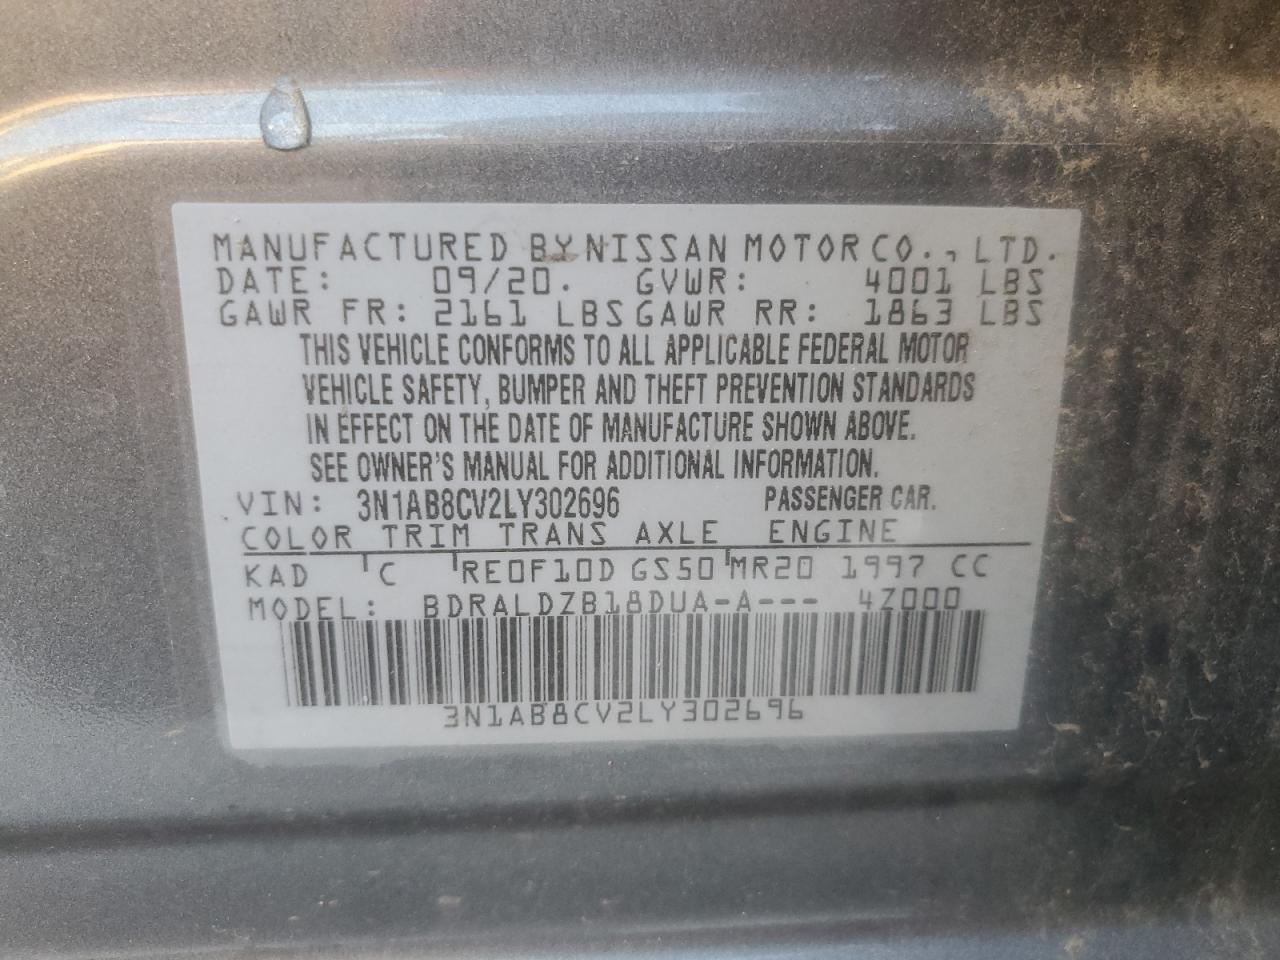 MANUFACTURED BY NISSAN MOTOR CO., LTD.
DATE: 09/20. GVWR: 4001 LBS
GAWR FR: 2161 LBS GAWR RR: 1863 LBS
THIS VEHICLE CONFORMS TO ALL APPLICABLE FEDERAL MOTOR
VEHICLE SAFETY, BUMPER AND THEFT PREVENTION STANDARDS
IN EFFECT ON THE DATE OF MANUFACTURE SHOWN ABOVE.
SEE OWNER'S MANUAL FOR ADDITIONAL INFORMATION.
VIN: 3N1AB8CV2LY302696 PASSENGER CAR.
COLOR TRIM TRANS AXLE ENGINE
KAD C RE0F10D GS50 MR20 1997 CC
MODEL: BDRALDZB18DUA-A--- 4Z000
3N1AB8CV2LY302696